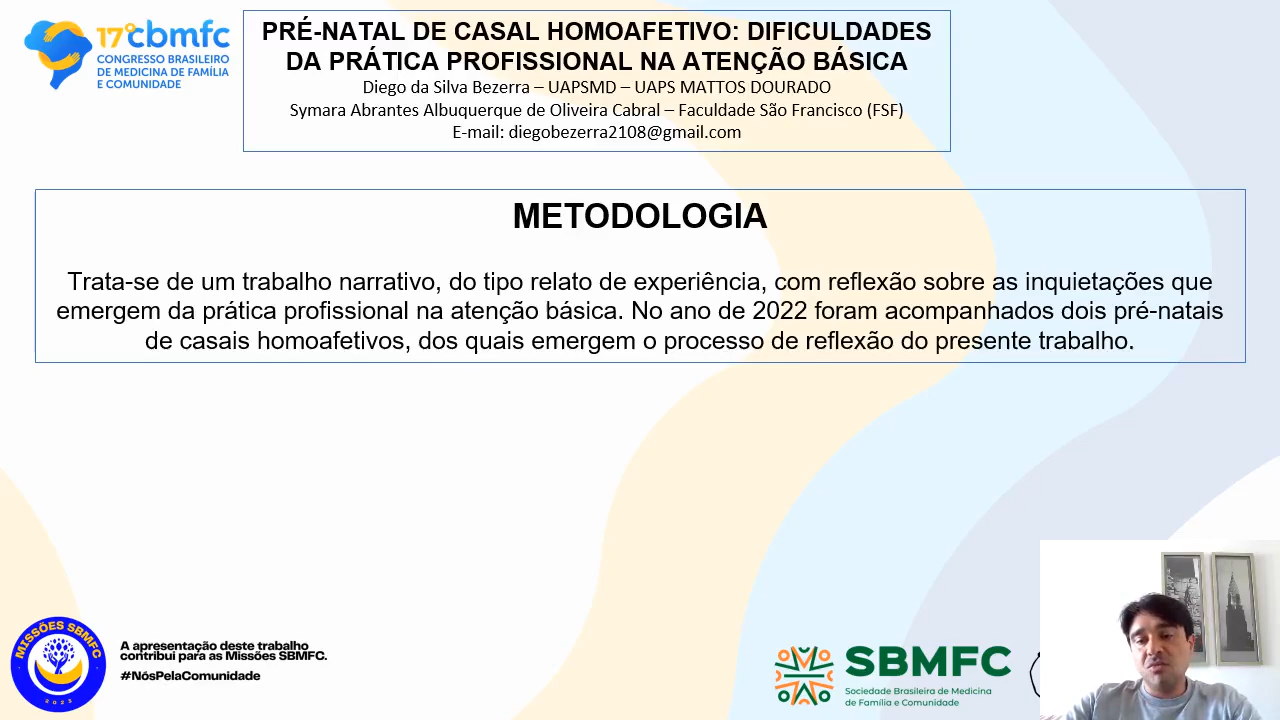 17º cbmfc
CONGRESSO BRASILEIRO
DE MEDICINA DE FAMÍLIA
E COMUNIDADE
PRÉ-NATAL DE CASAL HOMOAFETIVO: DIFICULDADES
DA PRÁTICA PROFISSIONAL NA ATENÇÃO BÁSICA
Diego da Silva Bezerra – UAPSMD – UAPS MATTOS DOURADO
Symara Abrantes Albuquerque de Oliveira Cabral – Faculdade São Francisco (FSF)
E-mail: diegobezerra2108@gmail.com
METODOLOGIA
Trata-se de um trabalho narrativo, do tipo relato de experiência, com reflexão sobre as inquietações que
emergem da prática profissional na atenção básica. No ano de 2022 foram acompanhados dois pré-natais
de casais homoafetivos, dos quais emergem o processo de reflexão do presente trabalho.
MISSÕES SBMFC
2023
A apresentação deste trabalho
contribui para as Missões SBMFC.
#NósPelaComunidade
SBMFC
Sociedade Brasileira de Medicina
de Família e Comunidade